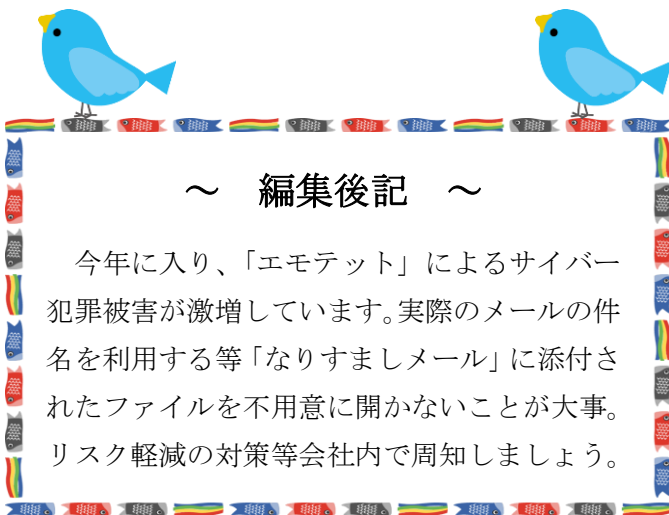 ～　編集後記　～
今年に入り、「エモテット」によるサイバー
犯罪被害が激増しています。実際のメールの件
名を利用する等「なりすましメール」に添付さ
れたファイルを不用意に開かないことが大事。
リスク軽減の対策等会社内で周知しましょう。